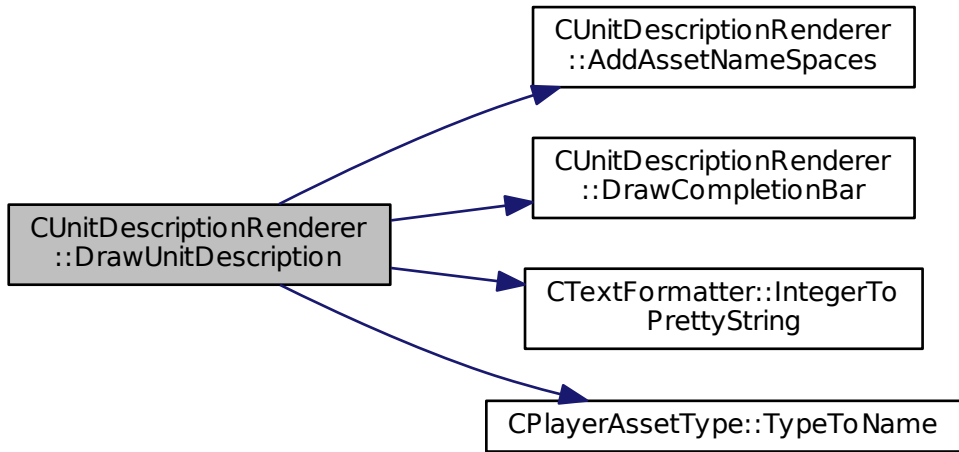 CUnitDescriptionRenderer
::AddAssetNameSpaces
CUnitDescriptionRenderer
::DrawCompletionBar
CUnitDescriptionRenderer
::DrawUnitDescription
CTextFormatter::IntegerTo
PrettyString
CPlayerAssetType::TypeToName